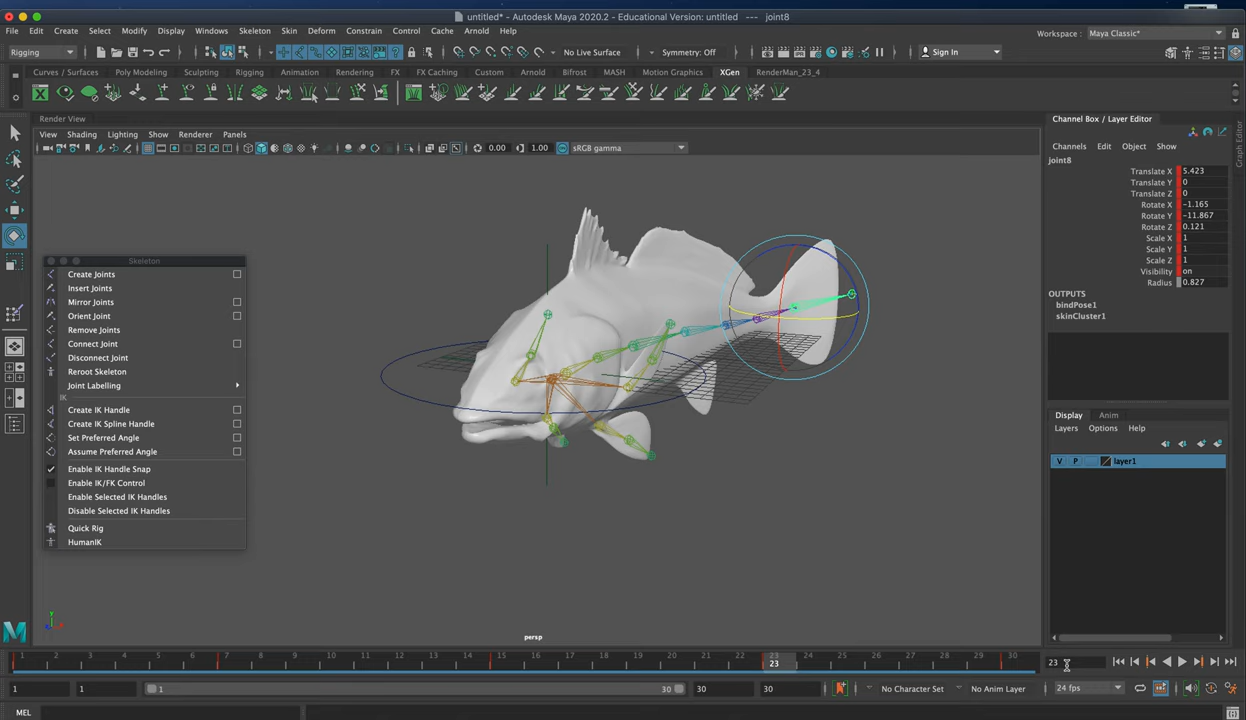 untitled* - Autodesk Maya 2020.2 - Educational Version: untitled --- joint8
File Edit Create Select Modify Display Windows Skeleton Skin Deform Constrain Control Cache Arnold Help
Workspace : Maya Classic*
Rigging No Live Surface Symmetry: Off Sign In
Curves / Surfaces Poly Modeling Sculpting Rigging Animation Rendering FX FX Caching Custom Arnold Bifrost MASH Motion Graphics XGen RenderMan_23_4
Render View
Channel Box / Layer Editor
View Shading Lighting Show Renderer Panels
0.00 1.00 sRGB gamma
Channels Edit Object Show
joint8
Translate X 5.423
Translate Y 0
Translate Z 0
Rotate X -1.165
Rotate Y -11.867
Rotate Z 0.121
Scale X 1
Scale Y 1
Scale Z 1
Visibility on
Radius 0.827
OUTPUTS
bindPose1
skinCluster1
Graph Editor
Skeleton
Create Joints
Insert Joints
Mirror Joints
Orient Joint
Remove Joints
Connect Joint
Disconnect Joint
Reroot Skeleton
Joint Labelling
IK
Create IK Handle
Create IK Spline Handle
Set Preferred Angle
Assume Preferred Angle
Enable IK Handle Snap
Enable IK/FK Control
Enable Selected IK Handles
Disable Selected IK Handles
Quick Rig
HumanIK
Display Anim
Layers Options Help
V P layer1
persp
1 2 3 4 5 6 7 8 9 10 11 12 13 14 15 16 17 18 19 20 21 22 23 24 25 26 27 28 29 30
23
23
1 1 1 30 30 30 No Character Set No Anim Layer 24 fps
MEL